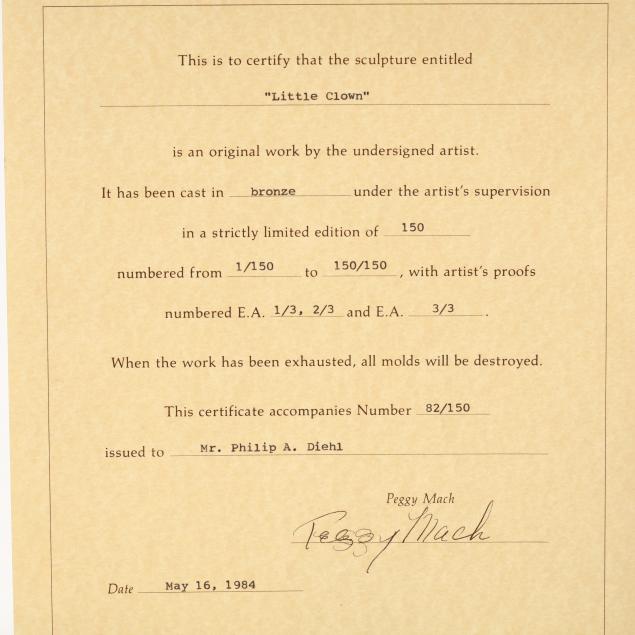 This is to certify that the sculpture entitled
"Little Clown"
is an original work by the undersigned artist.
It has been cast in bronze under the artist's supervision
in a strictly limited edition of 150
numbered from 1/150 to 150/150, with artist's proofs
numbered E.A. 1/3, 2/3 and E.A. 3/3.
When the work has been exhausted, all molds will be destroyed.
This certificate accompanies Number 82/150
issued to Mr. Philip A. Diehl
Peggy Mach
Peggy Mach
Date May 16, 1984